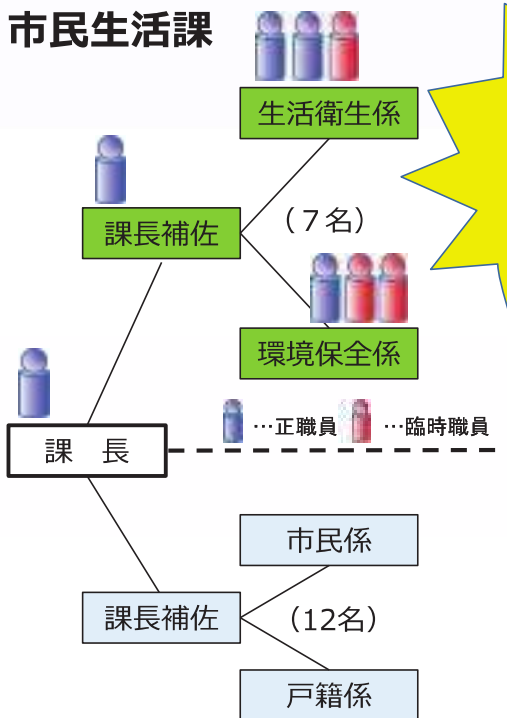 市民生活課
生活衛生係
課長補佐
（７名）
環境保全係
…正職員 …臨時職員
課　長
市民係
課長補佐
（12名）
戸籍係